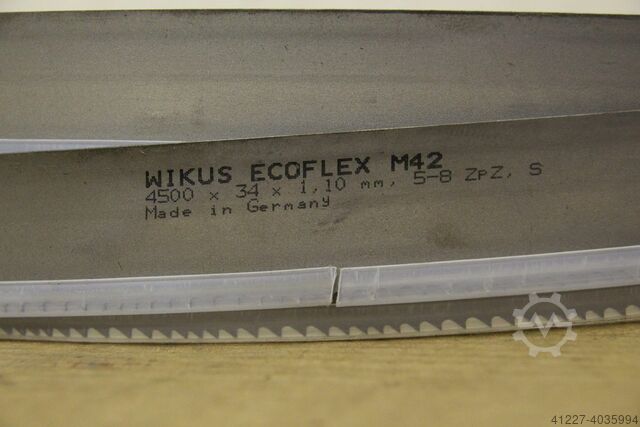 WIKUS ECOFLEX M42
4500 x 34 x 1,10 mm, 5-8 ZpZ, S
Made in Germany
41227-4035994